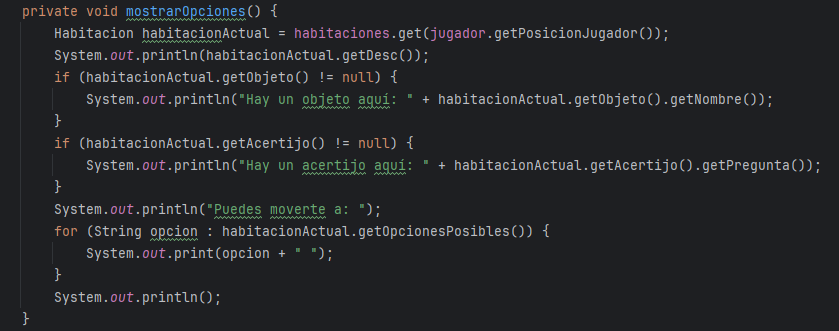 private void mostrarOpciones() {
    Habitacion habitacionActual = habitaciones.get(jugador.getPosicionJugador());
    System.out.println(habitacionActual.getDesc());
    if (habitacionActual.getObjeto() != null) {
        System.out.println("Hay un objeto aquí: " + habitacionActual.getObjeto().getNombre());
    }
    if (habitacionActual.getAcertijo() != null) {
        System.out.println("Hay un acertijo aquí: " + habitacionActual.getAcertijo().getPregunta());
    }
    System.out.println("Puedes moverte a: ");
    for (String opcion : habitacionActual.getOpcionesPosibles()) {
        System.out.print(opcion + " ");
    }
    System.out.println();
}